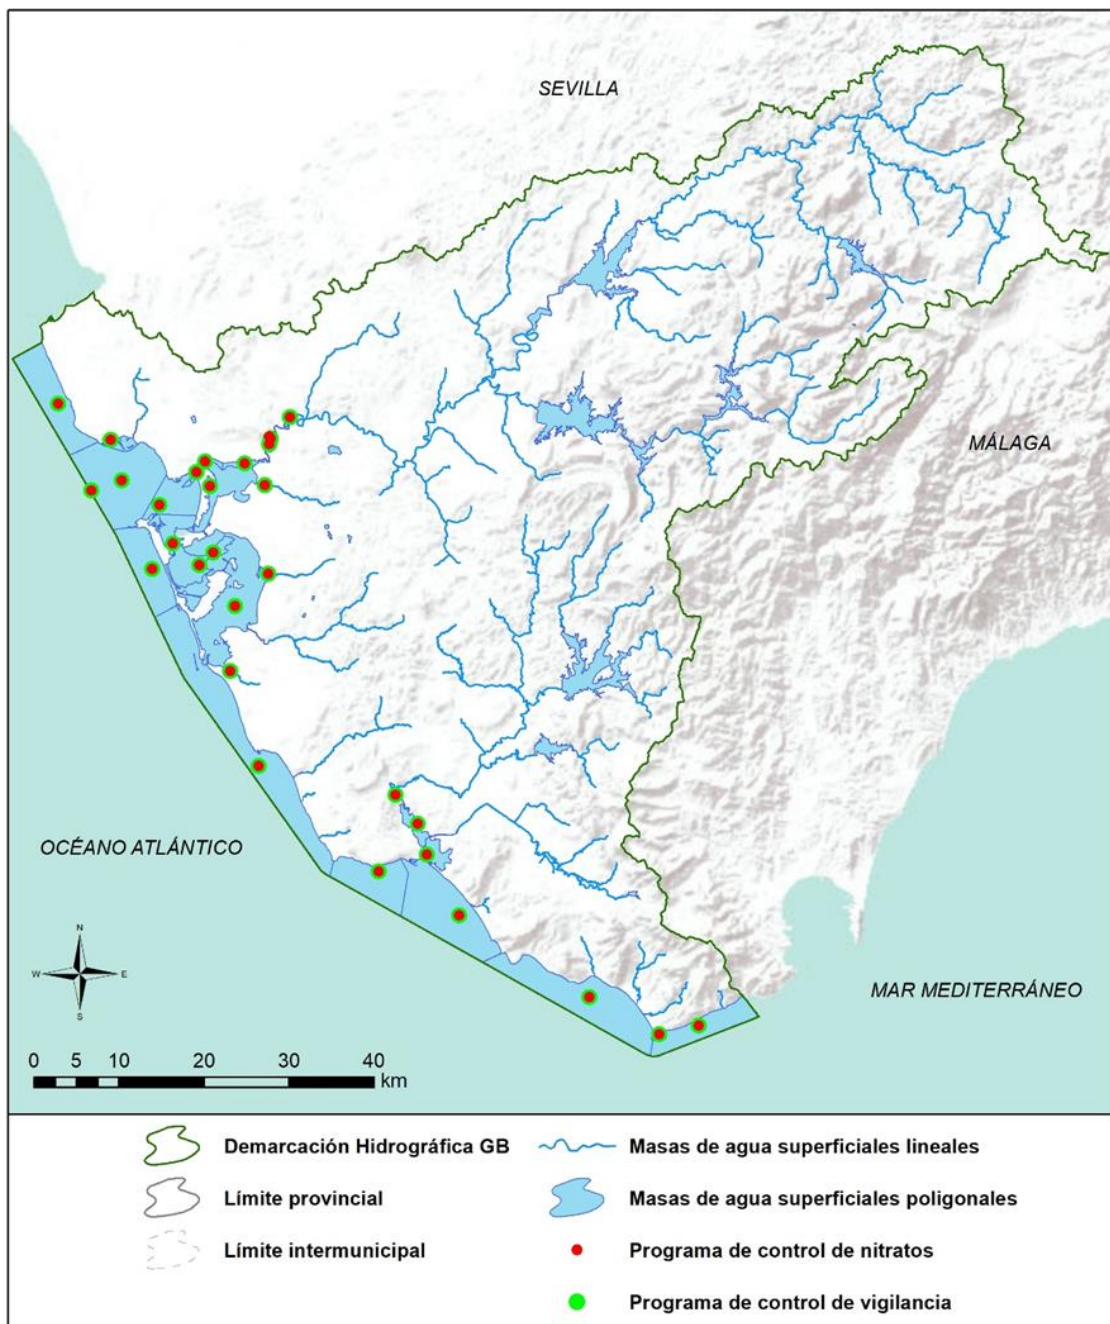 SEVILLA
MÁLAGA
OCÉANO ATLÁNTICO
N
W E
S
MAR MEDITERRÁNEO
0 5 10 20 30 40
km
Demarcación Hidrográfica GB
Masas de agua superficiales lineales
Límite provincial
Masas de agua superficiales poligonales
Límite intermunicipal
Programa de control de nitratos
Programa de control de vigilancia